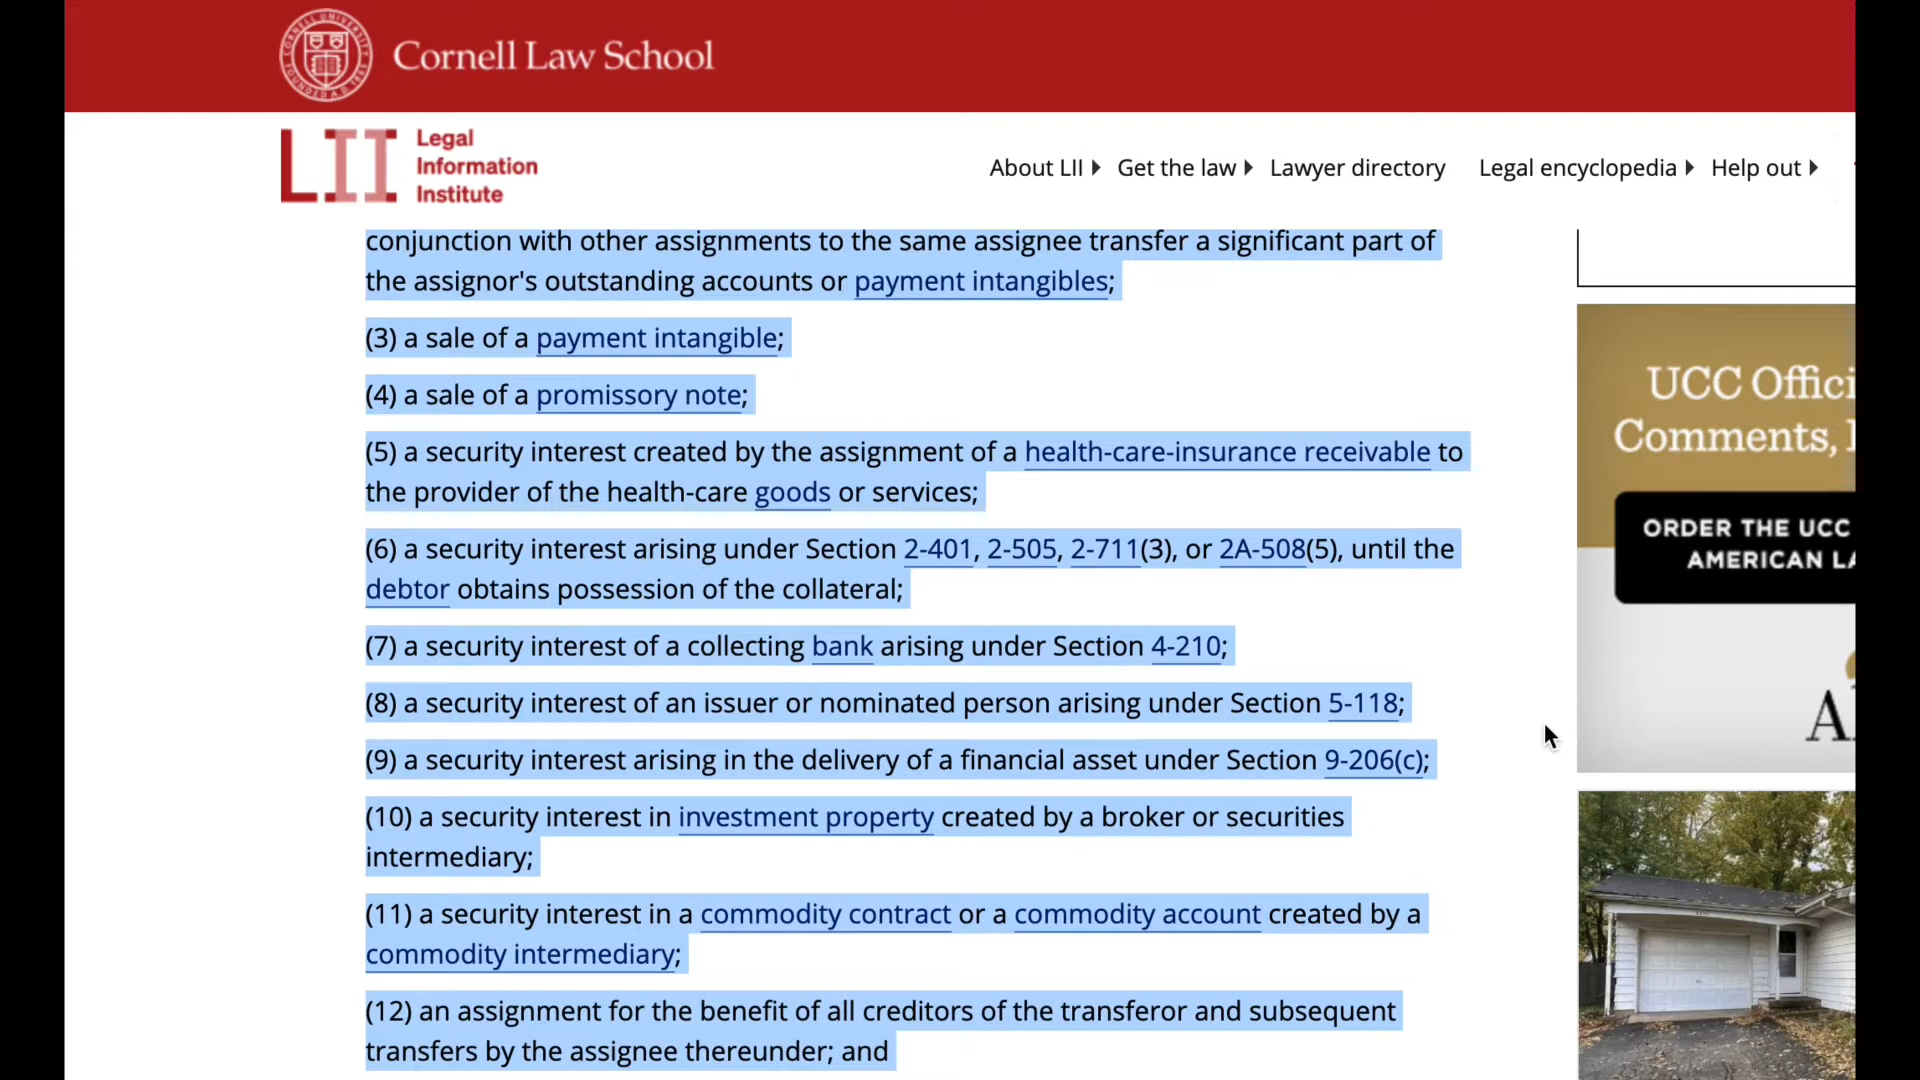 Cornell Law School
LII
Legal
Information
Institute
About LII
Get the law
Lawyer directory
Legal encyclopedia
Help out
conjunction with other assignments to the same assignee transfer a significant part of
the assignor's outstanding accounts or payment intangibles;
(3) a sale of a payment intangible;
(4) a sale of a promissory note;
(5) a security interest created by the assignment of a health-care-insurance receivable to
the provider of the health-care goods or services;
(6) a security interest arising under Section 2-401, 2-505, 2-711(3), or 2A-508(5), until the
debtor obtains possession of the collateral;
(7) a security interest of a collecting bank arising under Section 4-210;
(8) a security interest of an issuer or nominated person arising under Section 5-118;
(9) a security interest arising in the delivery of a financial asset under Section 9-206(c);
(10) a security interest in investment property created by a broker or securities
intermediary;
(11) a security interest in a commodity contract or a commodity account created by a
commodity intermediary;
(12) an assignment for the benefit of all creditors of the transferor and subsequent
transfers by the assignee thereunder; and
UCC Offici
Comments,
ORDER THE UCC
AMERICAN LA